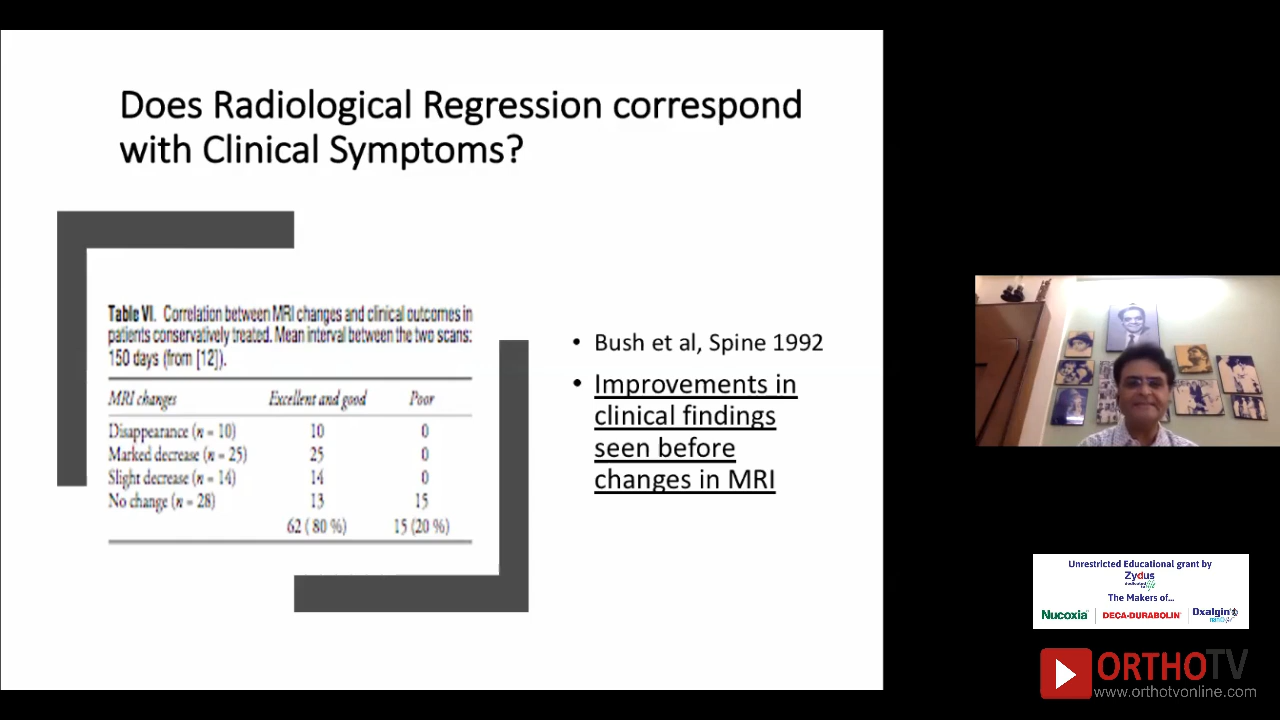 Does Radiological Regression correspond
with Clinical Symptoms?
Table VI. Correlation between MRI changes and clinical outcomes in
patients conservatively treated. Mean interval between the two scans:
150 days (from [12]).
MRI changes Excellent and good Poor
Disappearance (n = 10) 10 0
Marked decrease (n = 25) 25 0
Slight decrease (n = 14) 14 0
No change (n = 28) 13 15
62 ( 80 %) 15 (20 %)
• Bush et al, Spine 1992
• Improvements in
clinical findings
seen before
changes in MRI
Unrestricted Educational grant by
Zydus
dedicated
The Makers of...
Nucoxia DECA-DURABOLIN Dxalgin
ORTHOTV
www.orthotvonline.com